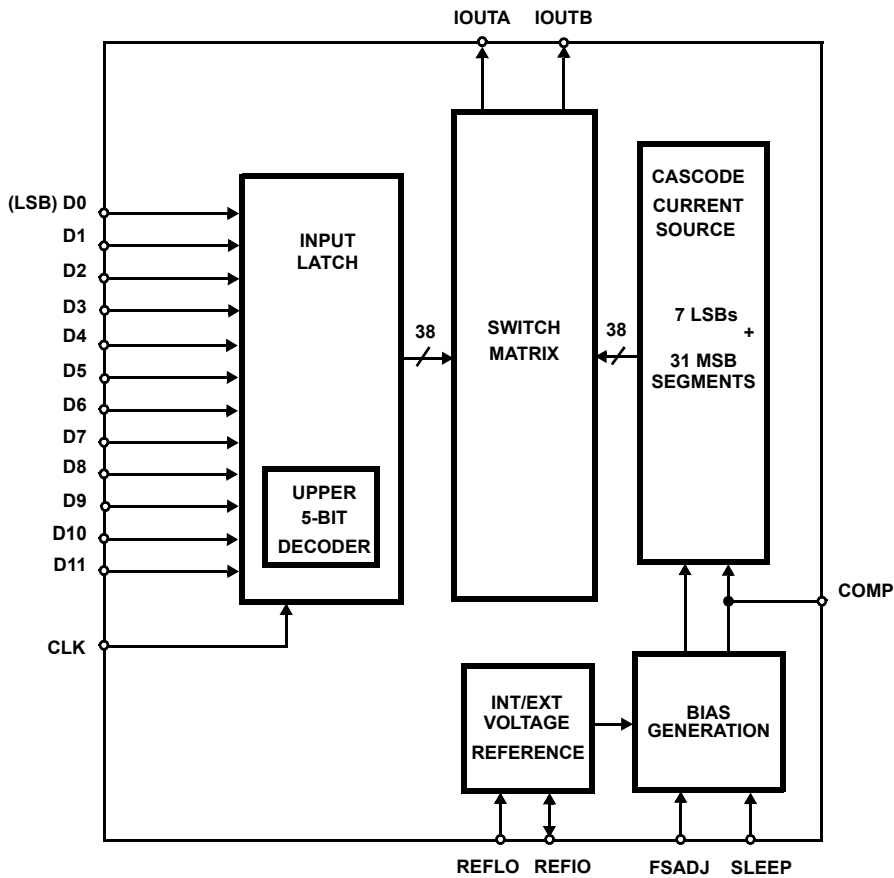 IOUTA IOUTB
(LSB) D0
D1
D2
D3
D4
D5
D6
D7
D8
D9
D10
D11
CLK
INPUT
LATCH
UPPER
5-BIT
DECODER
38
SWITCH
MATRIX
38
CASCODE
CURRENT
SOURCE
7 LSBs
+
31 MSB
SEGMENTS
COMP
INT/EXT
VOLTAGE
REFERENCE
BIAS
GENERATION
REFLO REFIO FSADJ SLEEP